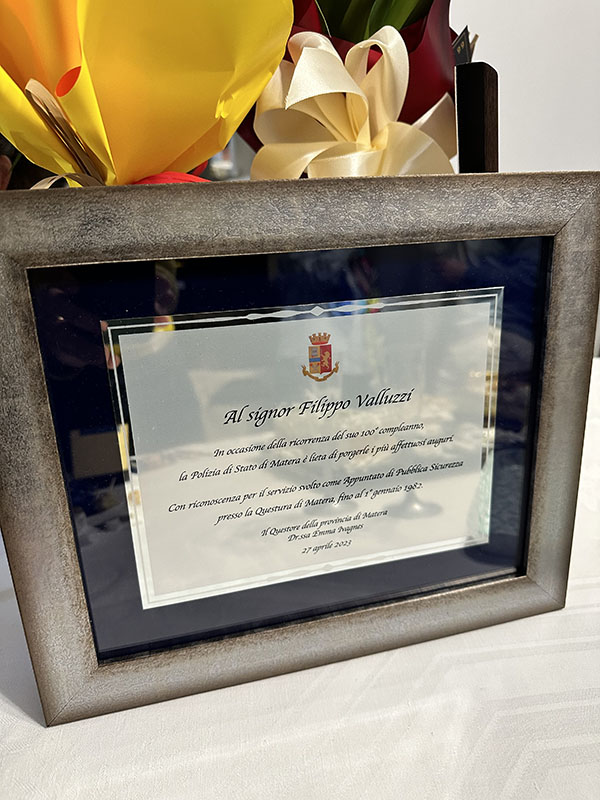 Al signor Filippo Valluzzi
In occasione della ricorrenza del suo 100° compleanno,
la Polizia di Stato di Matera è lieta di porgerle i più affettuosi auguri.
Con riconoscenza per il servizio svolto come Appuntato di Pubblica Sicurezza
presso la Questura di Matera, fino al 1° gennaio 1982.
Il Questore della provincia di Matera
Dr.ssa Emma Ivagnes
27 aprile 2023